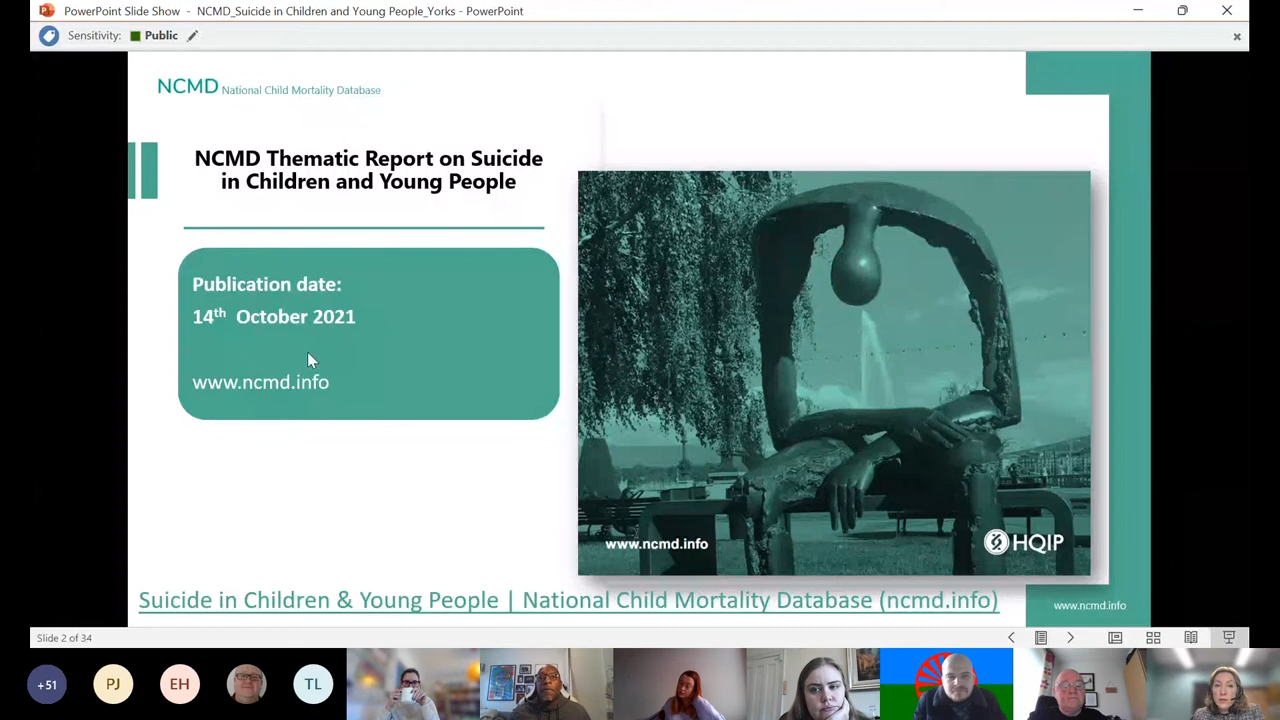 PowerPoint Slide Show - NCMD_Suicide in Children and Young People_Yorks - PowerPoint
Sensitivity: Public
NCMD National Child Mortality Database
NCMD Thematic Report on Suicide
in Children and Young People
Publication date:
14th October 2021
www.ncmd.info
www.ncmd.info
HQIP
Suicide in Children & Young People | National Child Mortality Database (ncmd.info)
www.ncmd.info
Slide 2 of 34
+51
PJ
EH
TL